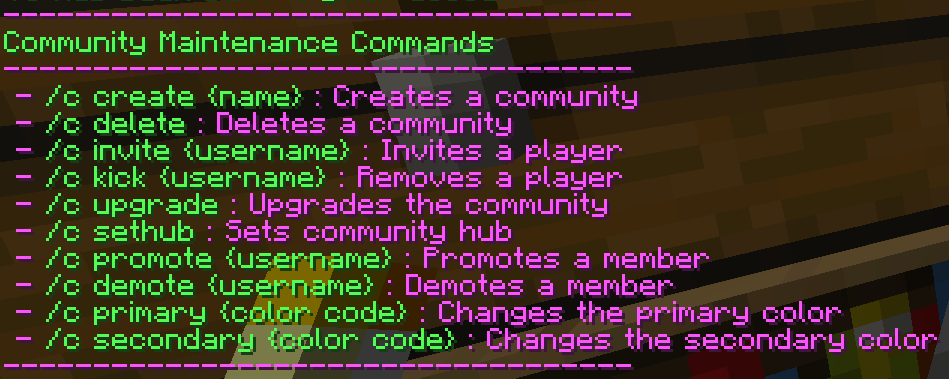 --------------------------------
Community Maintenance Commands
--------------------------------
- /c create {name} : Creates a community
- /c delete : Deletes a community
- /c invite {username} : Invites a player
- /c kick {username} : Removes a player
- /c upgrade : Upgrades the community
- /c sethub : Sets community hub
- /c promote {username} : Promotes a member
- /c demote {username} : Demotes a member
- /c primary {color code} : Changes the primary color
- /c secondary {color code} : Changes the secondary color
--------------------------------